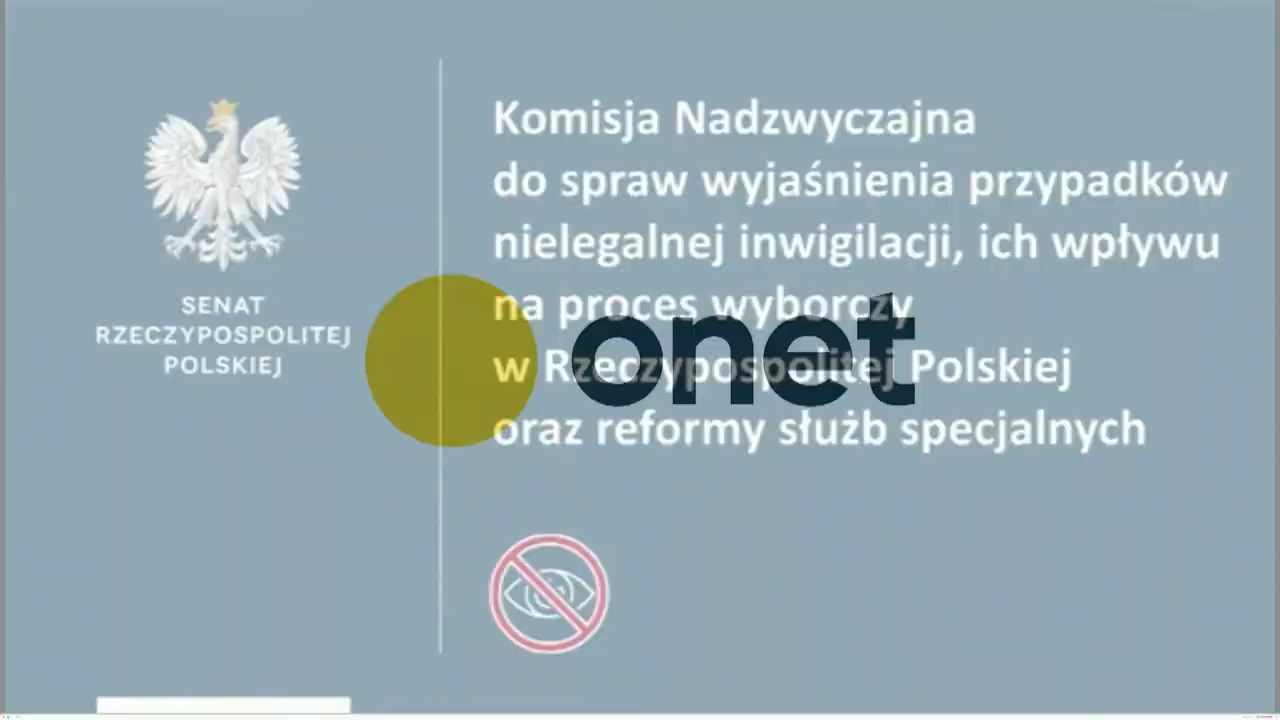 SENAT
RZECZYPOSPOLITEJ
POLSKIEJ
Komisja Nadzwyczajna
do spraw wyjaśnienia przypadków
nielegalnej inwigilacji, ich wpływu
na proces wyborczy
w Rzeczypospolitej Polskiej
oraz reformy służb specjalnych
onet